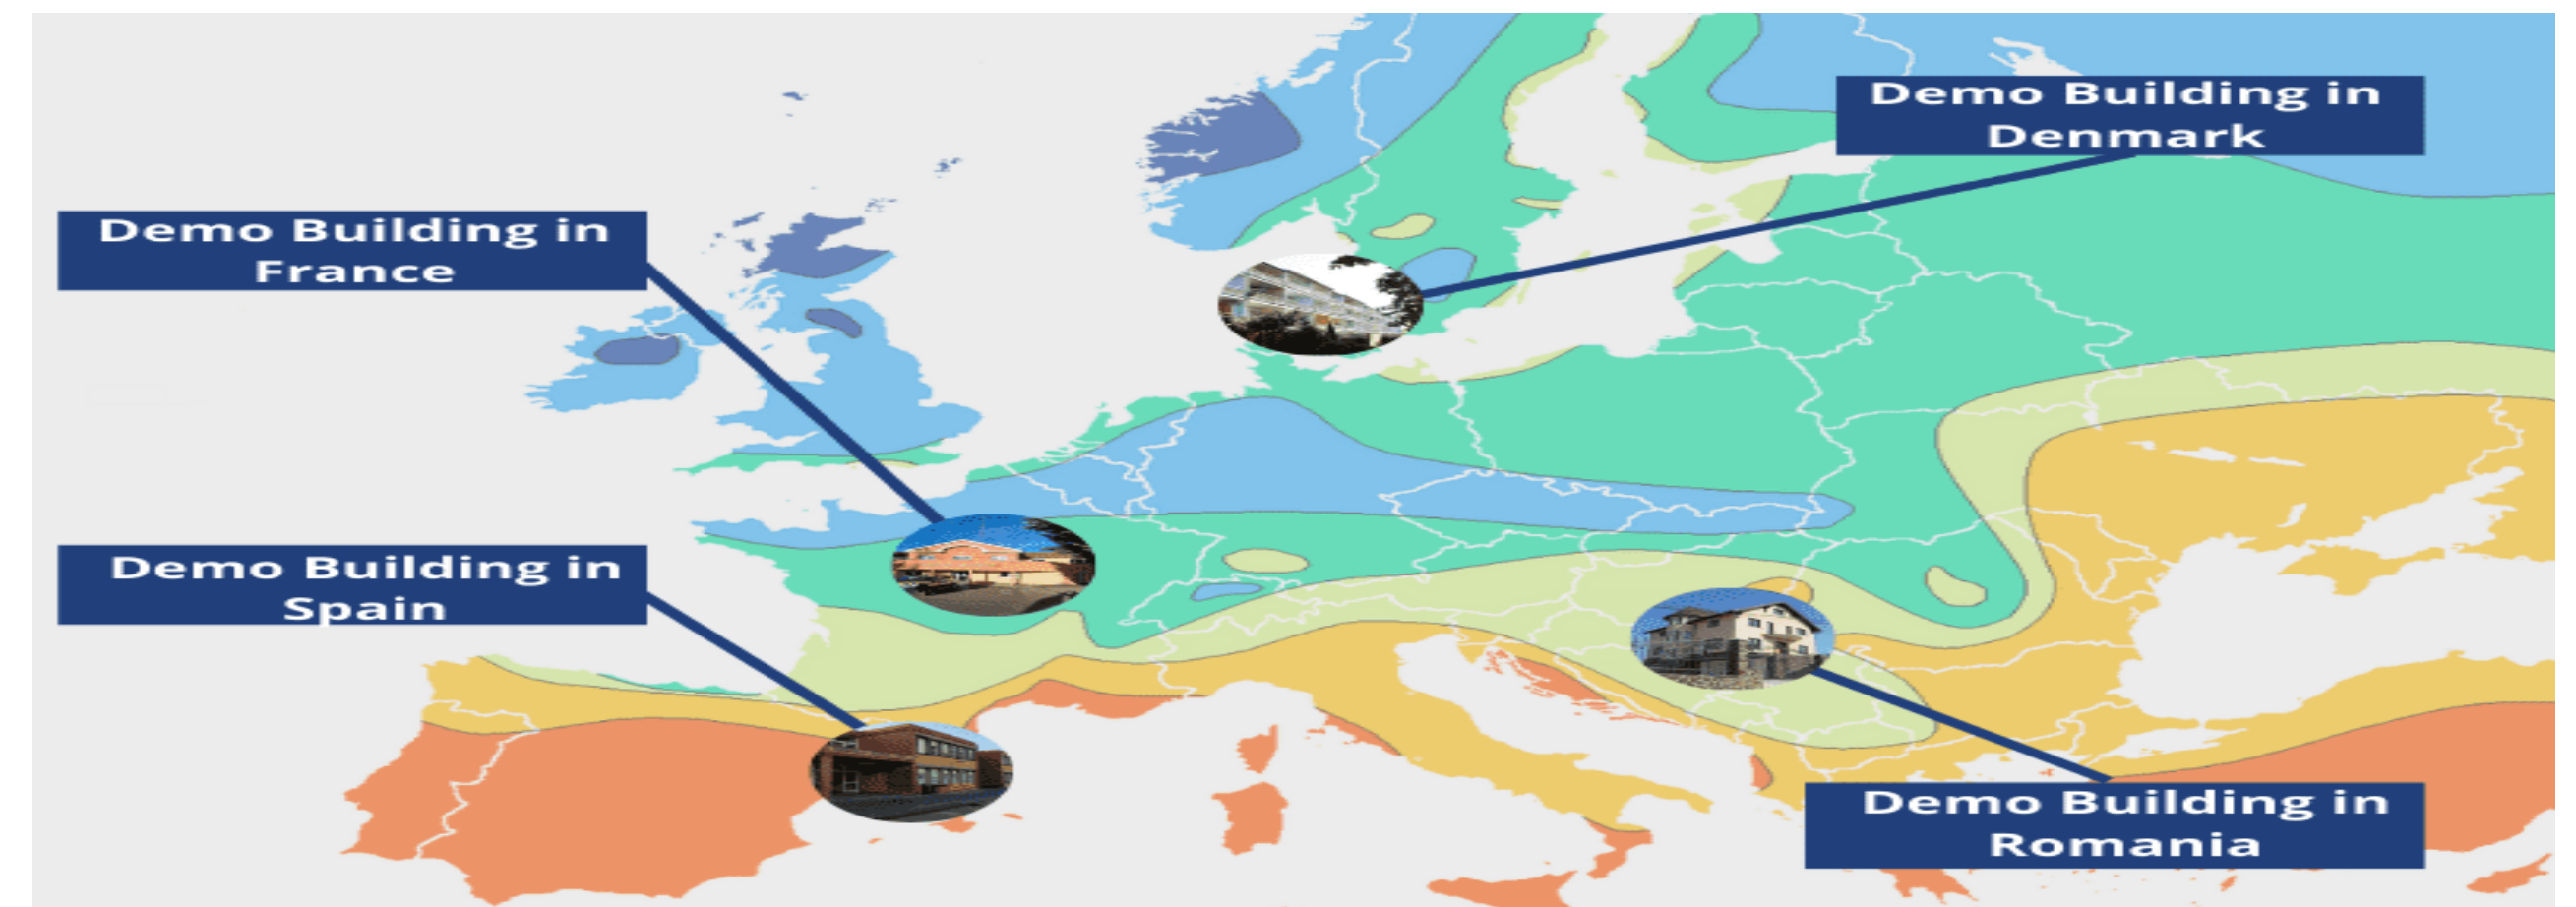 Demo Building in
Denmark
Demo Building in
France
Demo Building in
Spain
Demo Building in
Romania